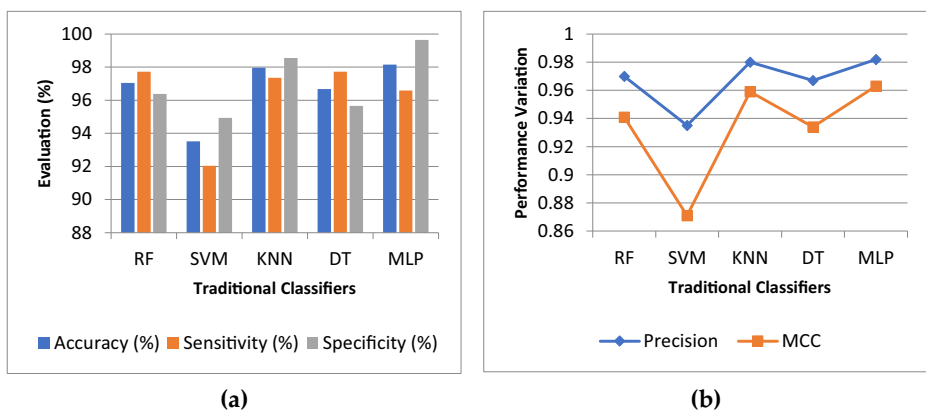 100
98
96
94
92
90
88
Evaluation (%)
RF SVM KNN DT MLP
Traditional Classifiers
Accuracy (%) Sensitivity (%) Specificity (%)
(a)
1
0.98
0.96
0.94
0.92
0.9
0.88
0.86
Performance Variation
RF SVM KNN DT MLP
Traditional Classifiers
Precision MCC
(b)